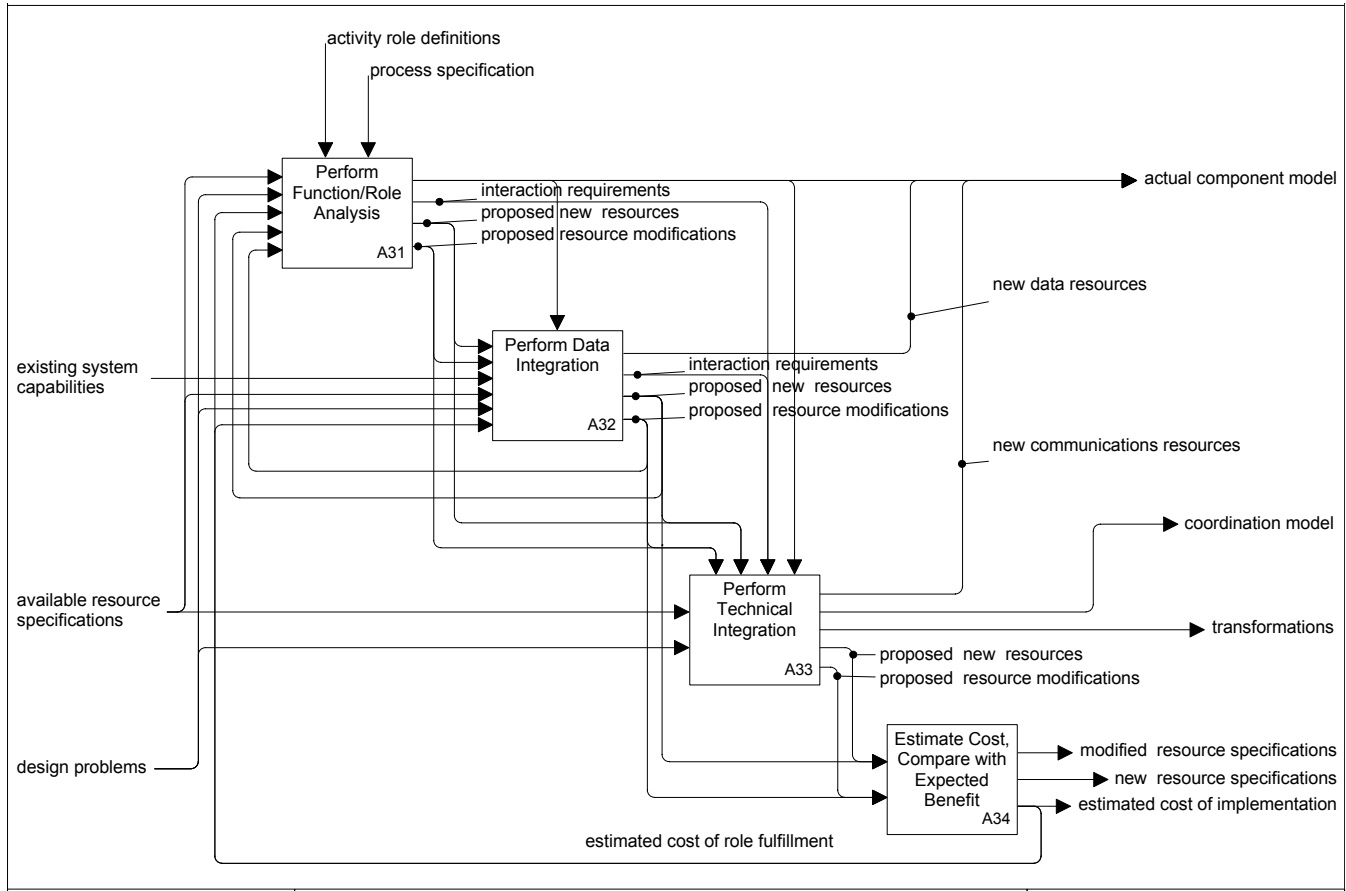 activity role definitions
process specification
Perform
Function/Role
Analysis
A31
interaction requirements
proposed new resources
proposed resource modifications
actual component model
new data resources
existing system
capabilities
Perform Data
Integration
A32
interaction requirements
proposed new resources
proposed resource modifications
new communications resources
coordination model
available resource
specifications
Perform
Technical
Integration
A33
transformations
proposed new resources
proposed resource modifications
design problems
Estimate Cost,
Compare with
Expected
Benefit
A34
modified resource specifications
new resource specifications
estimated cost of implementation
estimated cost of role fulfillment